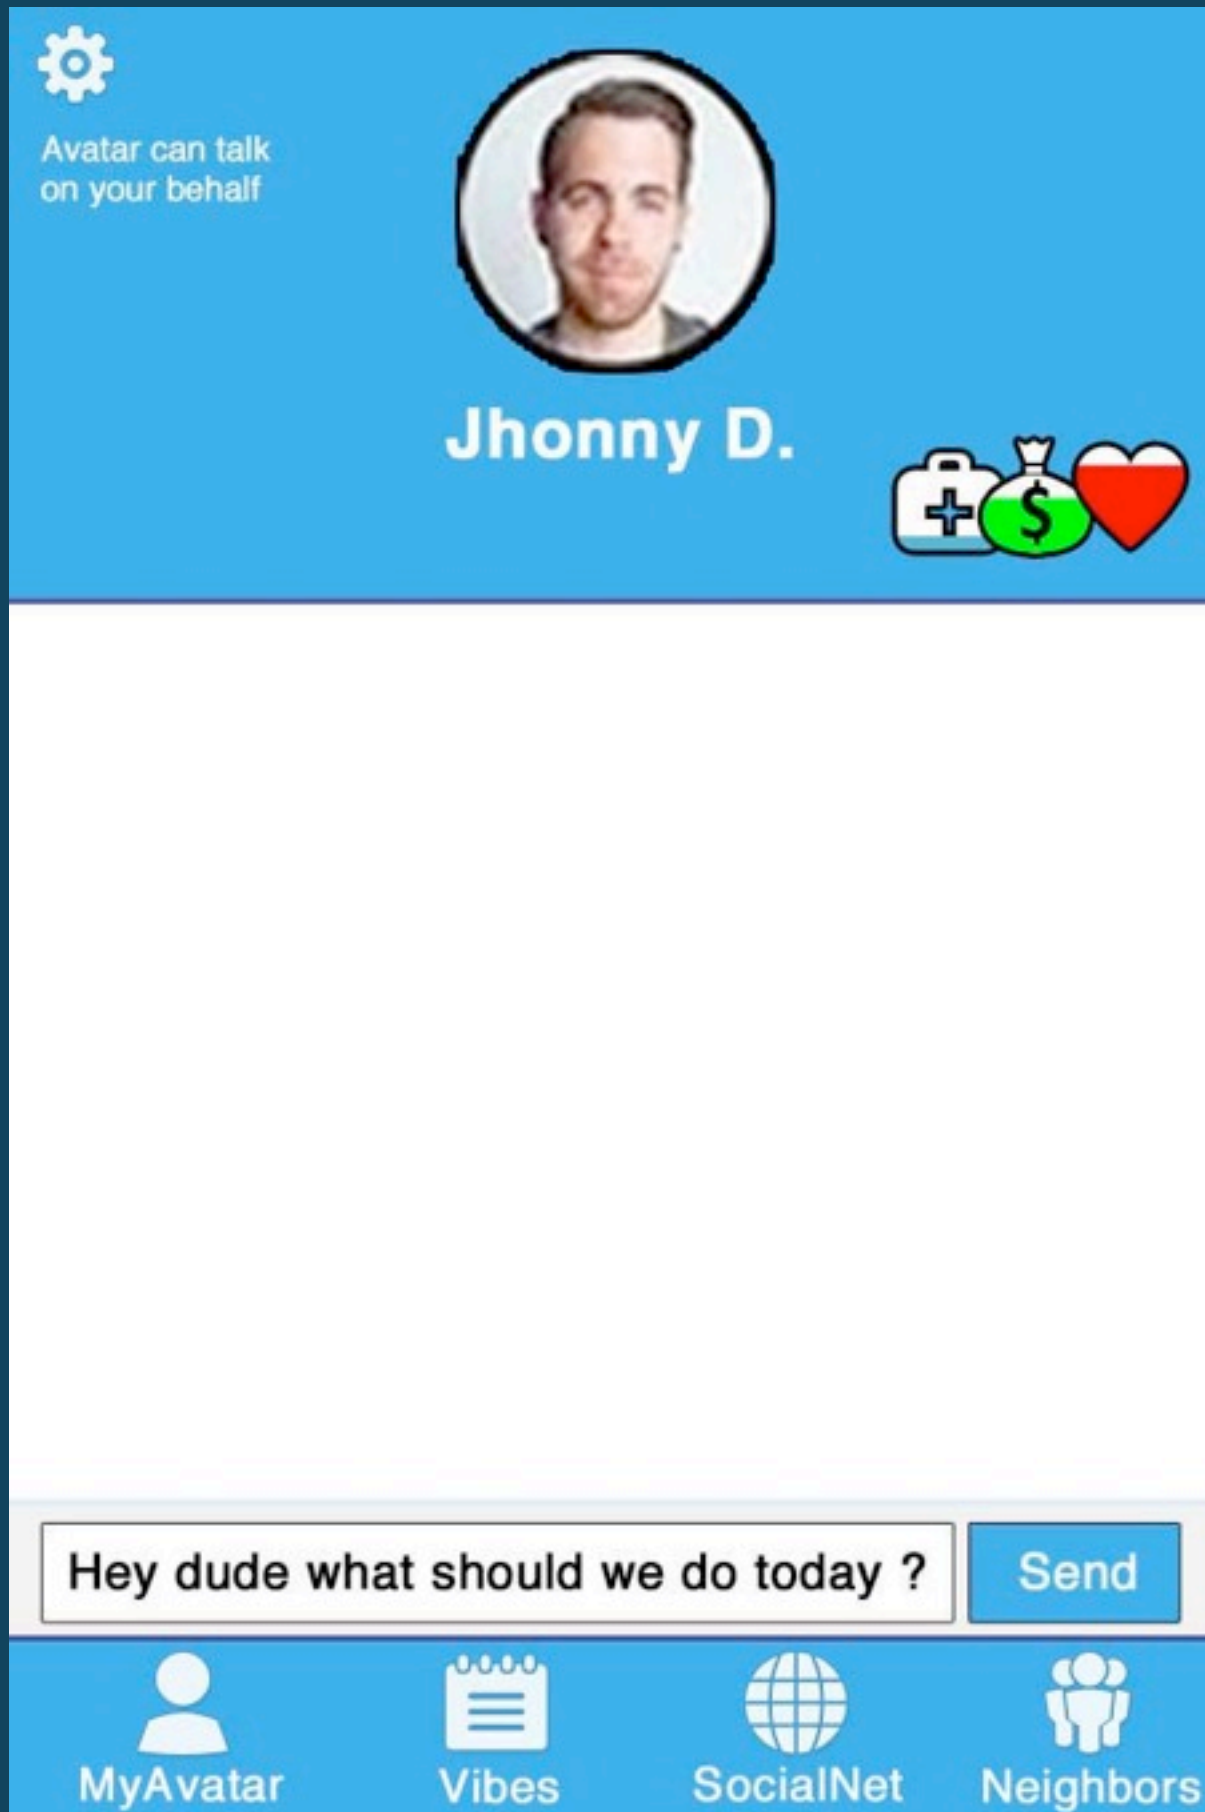 Avatar can talk
on your behalf
Jhonny D.
$
Hey dude what should we do today ?
Send
MyAvatar
Vibes
SocialNet
Neighbors